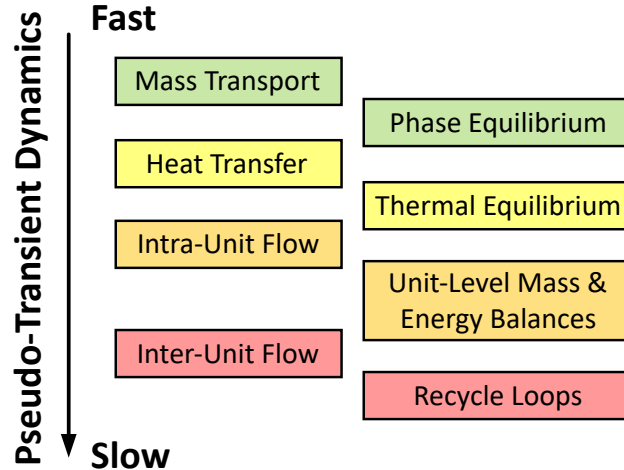 Fast
Pseudo-Transient Dynamics
Mass Transport
Phase Equilibrium
Heat Transfer
Thermal Equilibrium
Intra-Unit Flow
Unit-Level Mass &
Energy Balances
Inter-Unit Flow
Recycle Loops
Slow